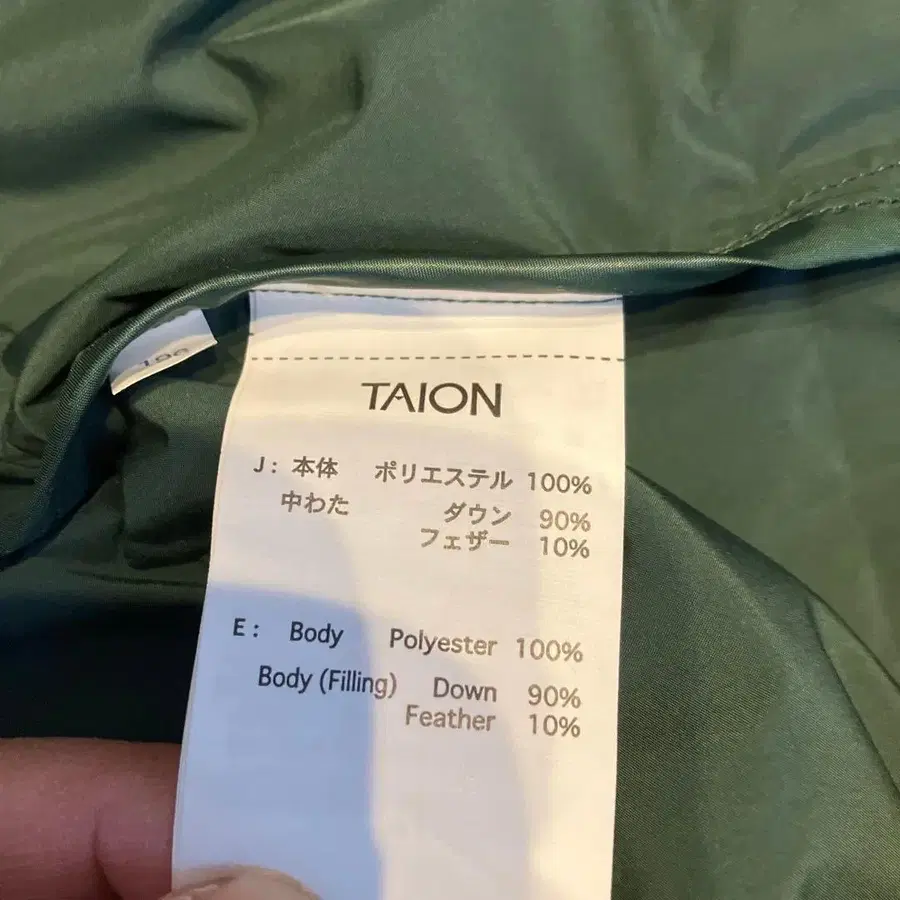 TAION
J: 本体 ポリエステル 100%
中わた ダウン 90%
フェザー 10%
E: Body Polyester 100%
Body (Filling) Down 90%
Feather 10%